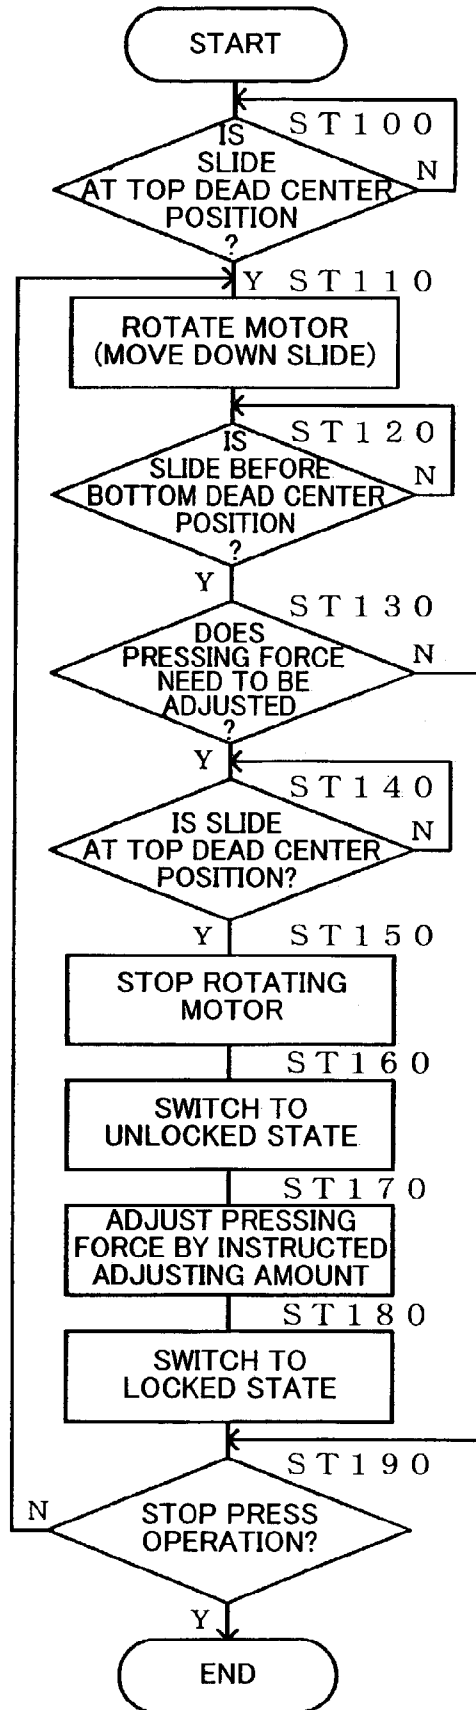 START
ST100
IS
SLIDE
AT TOP DEAD CENTER
POSITION
?
N
Y
ST110
ROTATE MOTOR
(MOVE DOWN SLIDE)
ST120
IS
SLIDE BEFORE
BOTTOM DEAD CENTER
POSITION
?
N
Y
ST130
DOES
PRESSING FORCE
NEED TO BE
ADJUSTED
?
N
Y
ST140
IS SLIDE
AT TOP DEAD CENTER
POSITION?
N
Y
ST150
STOP ROTATING
MOTOR
ST160
SWITCH TO
UNLOCKED STATE
ST170
ADJUST PRESSING
FORCE BY INSTRUCTED
ADJUSTING AMOUNT
ST180
SWITCH TO
LOCKED STATE
ST190
N
STOP PRESS
OPERATION?
Y
END